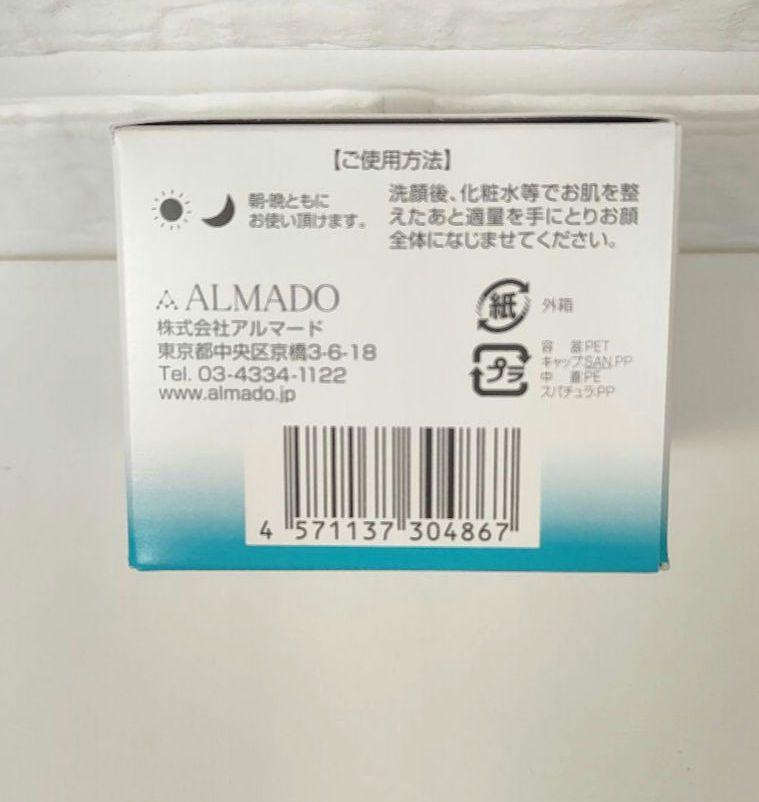 【ご使用方法】
朝・晩ともに
お使い頂けます。
洗顔後、化粧水等でお肌を整
えたあと適量を手にとりお顔
全体になじませてください。
ALMADO
株式会社アルマード
東京都中央区京橋3-6-18
Tel. 03-4334-1122
www.almado.jp
紙
外箱
プラ
容器:PET
キャップ:SAN,PP
中蓋:PE
スパチュラ:PP
4 571137 304867